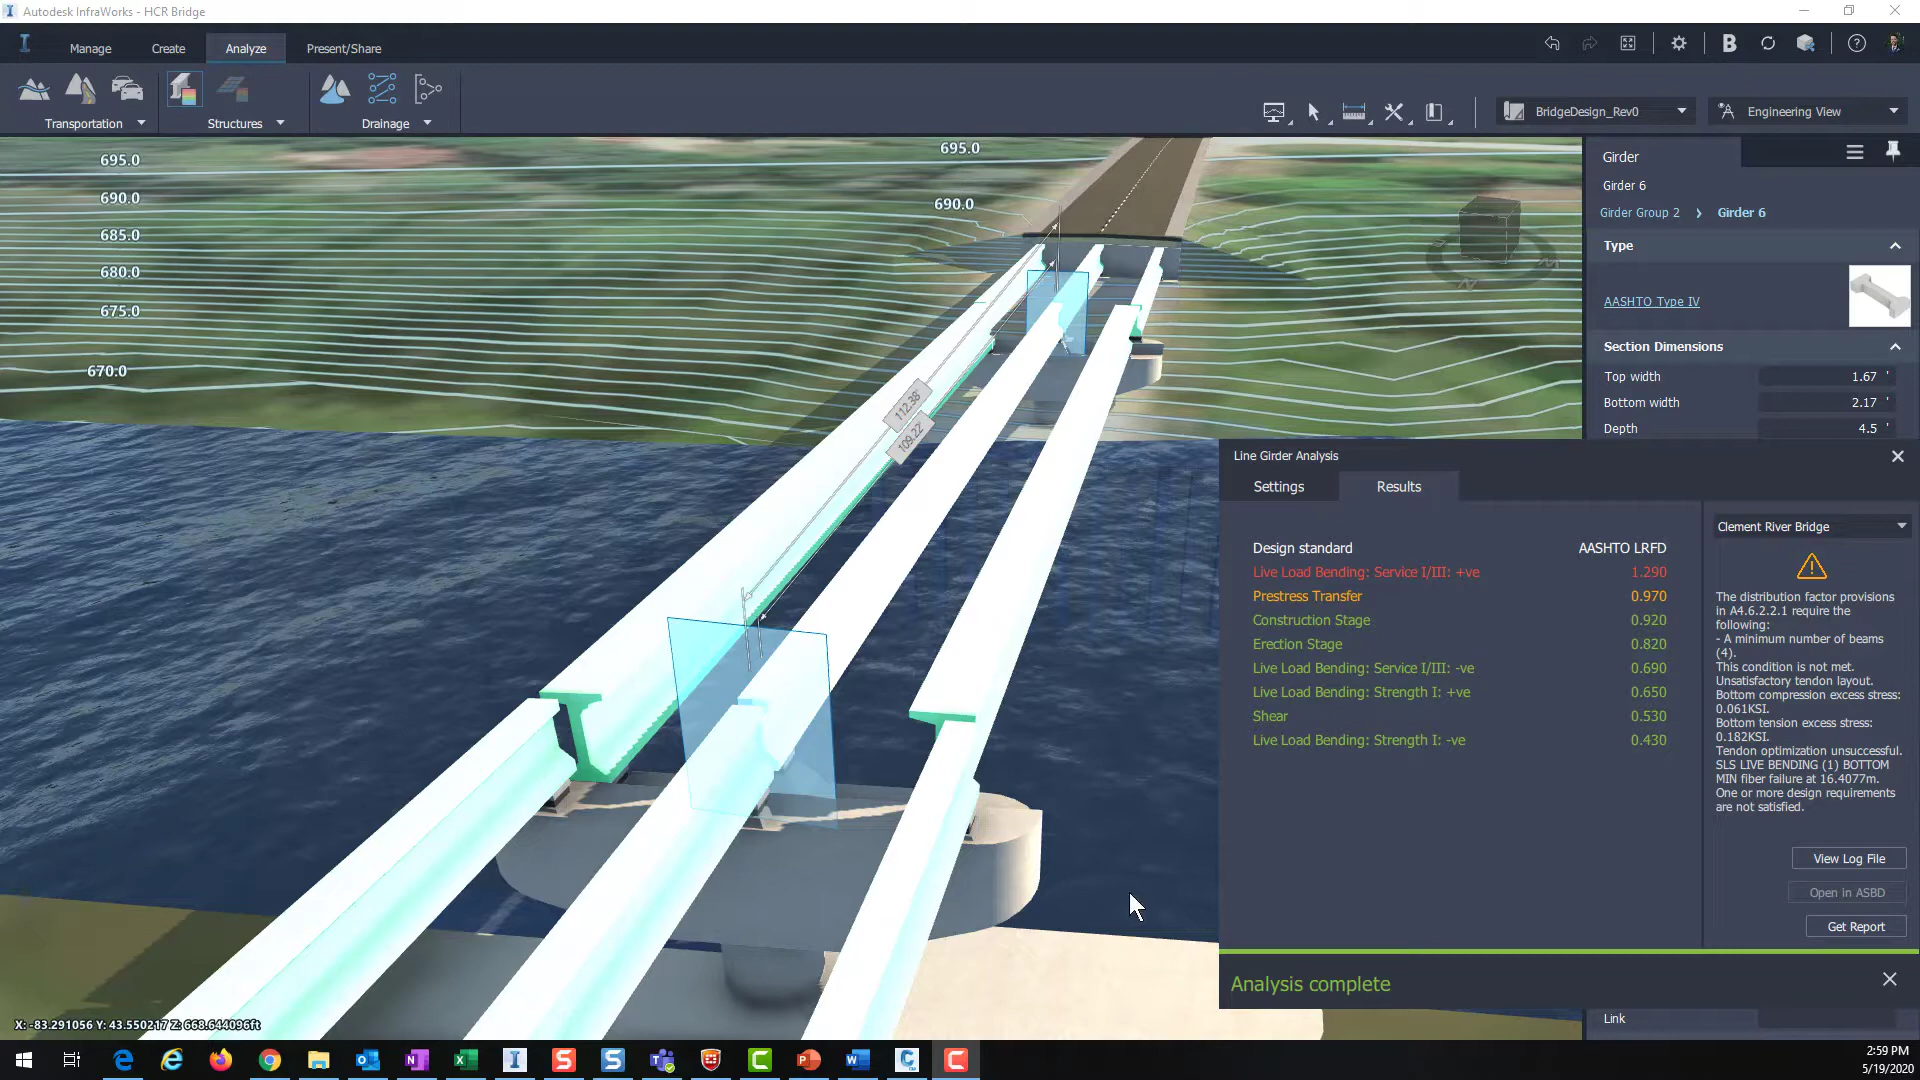 Autodesk InfraWorks - HCR Bridge
Manage
Create
Analyze
Present/Share
Transportation
Structures
Drainage
BridgeDesign_Rev0
Engineering View
695.0
690.0
685.0
680.0
675.0
670.0
695.0
690.0
112.38'
109.22'
Girder
Girder 6
Girder Group 2 > Girder 6
Type
AASHTO Type IV
Section Dimensions
Top width 1.67 '
Bottom width 2.17 '
Depth 4.5 '
Line Girder Analysis
Settings
Results
Design standard AASHTO LRFD
Live Load Bending: Service I/III: +ve 1.290
Prestress Transfer 0.970
Construction Stage 0.920
Erection Stage 0.820
Live Load Bending: Service I/III: -ve 0.690
Live Load Bending: Strength I: +ve 0.650
Shear 0.530
Live Load Bending: Strength I: -ve 0.430
Clement River Bridge
The distribution factor provisions
in A4.6.2.2.1 require the
following:
- A minimum number of beams
(4).
This condition is not met.
Unsatisfactory tendon layout.
Bottom compression excess stress:
0.061KSI.
Bottom tension excess stress:
0.182KSI.
Tendon optimization unsuccessful.
SLS LIVE BENDING (1) BOTTOM
MIN fiber failure at 16.4077m.
One or more design requirements
are not satisfied.
View Log File
Open in ASBD
Get Report
Analysis complete
Link
X: -83.291056 Y: 43.550217 Z: 668.644096ft
2:59 PM
5/19/2020